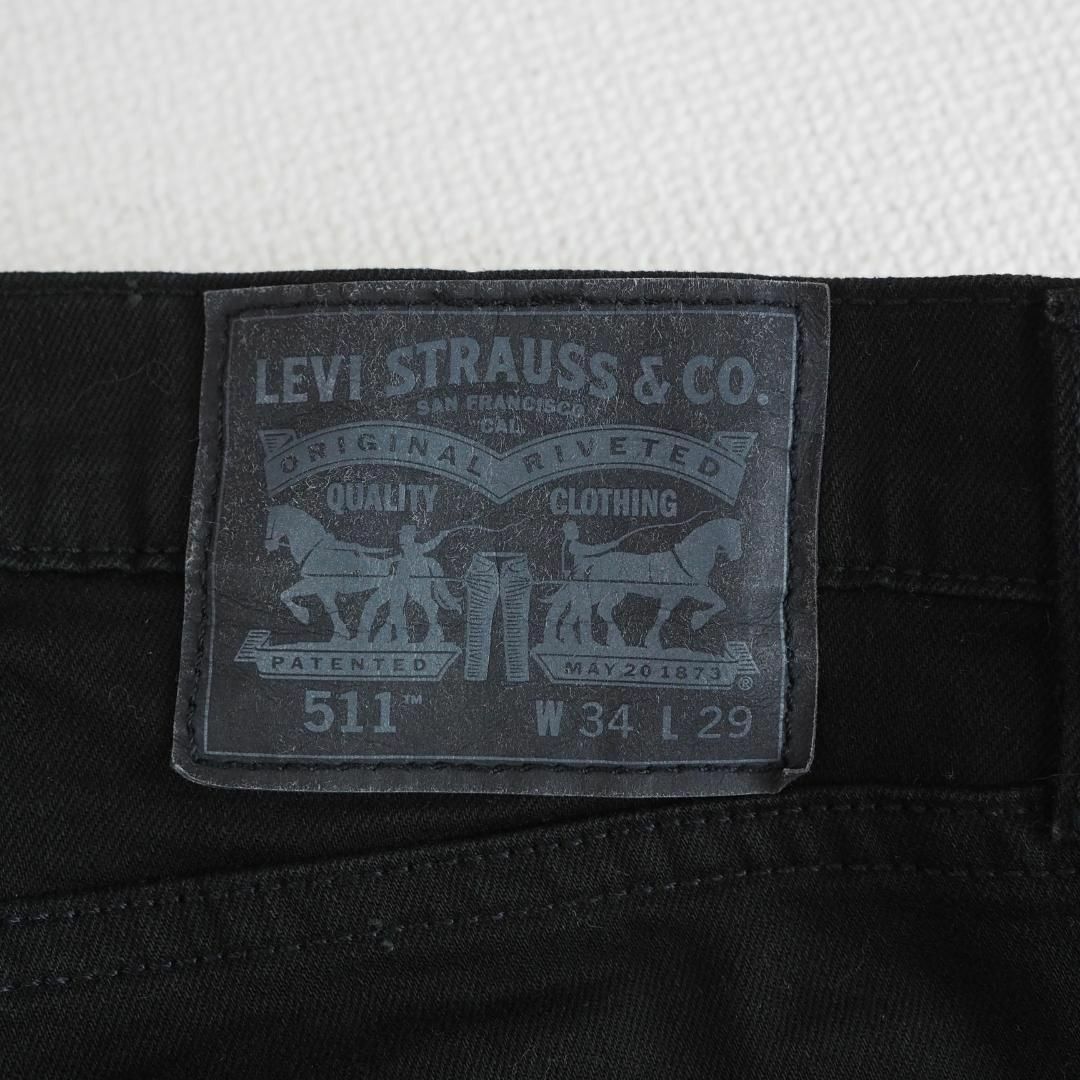 LEVI STRAUSS & CO.
SAN FRANCISCO
CAL.
ORIGINAL RIVETED
QUALITY CLOTHING
PATENTED MAY 20 1873 ®
511™ W 34 L 29